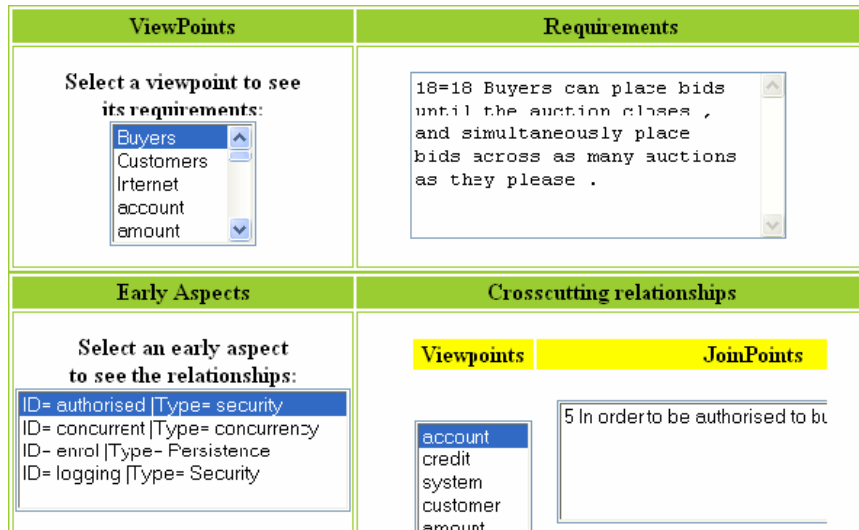 ViewPoints
Requirements
Select a viewpoint to see
its requirements:
Buyers
Customers
Internet
account
amount
18=18 Buyers can place bids
until the auction closes ,
and simultaneously place
bids across as many auctions
as they please .
Early Aspects
Crosscutting relationships
Select an early aspect
to see the relationships:
ID= authorised |Type= security
ID= concurrent |Type= concurrency
ID= enrol |Type= Persistence
ID= logging |Type= Security
Viewpoints
JoinPoints
account
credit
system
customer
amount
5 In order to be authorised to bu